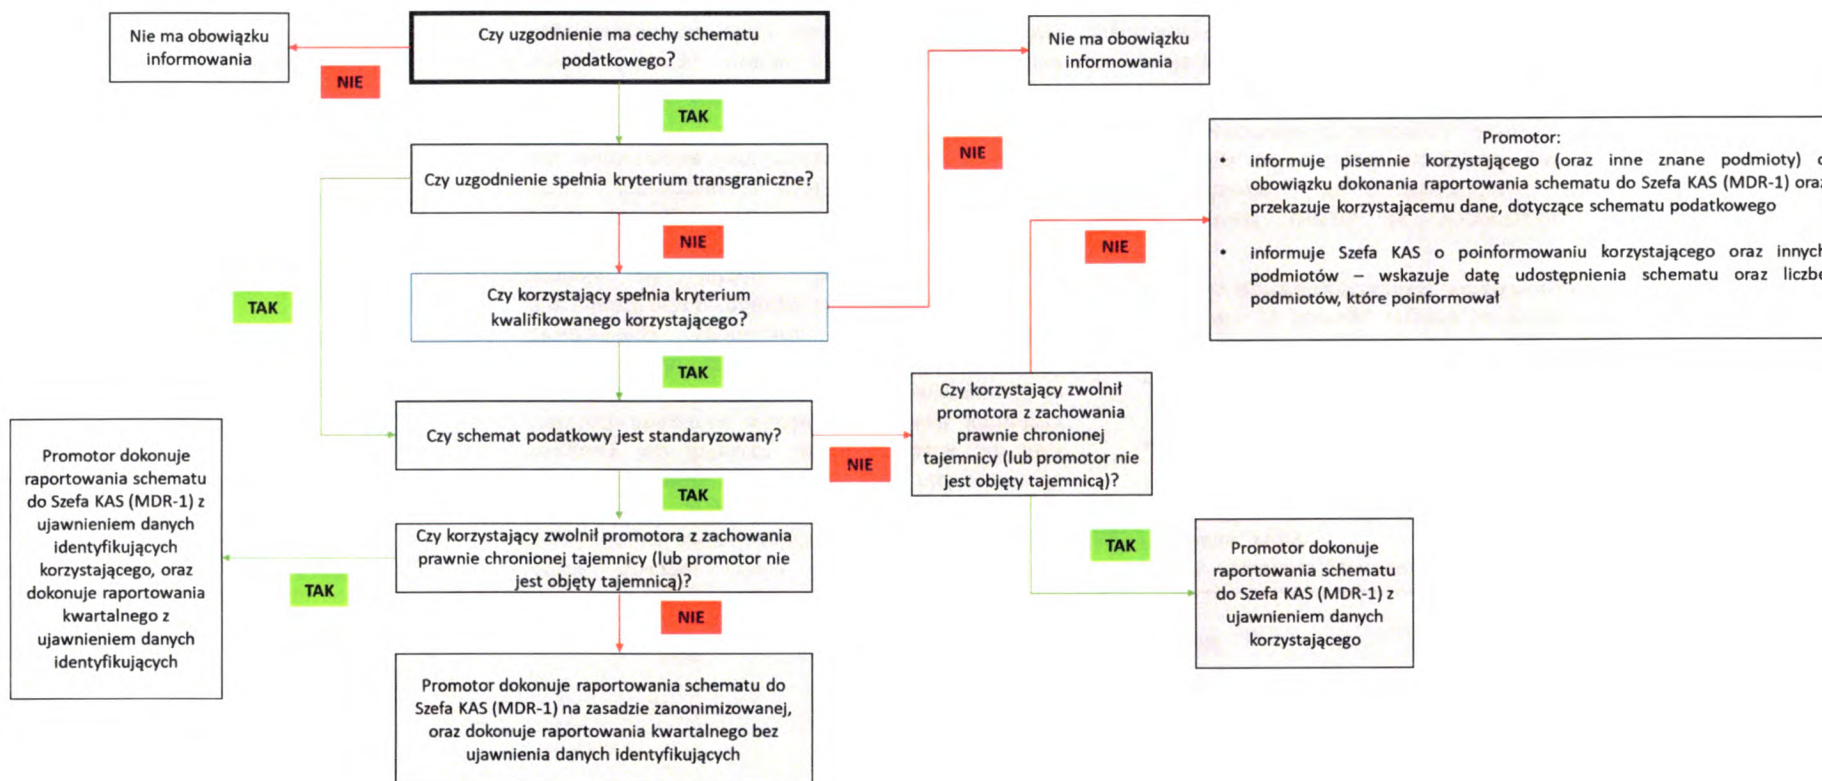 Nie ma obowiązku
informowania
NIE
Czy uzgodnienie ma cechy schematu
podatkowego?
TAK
Nie ma obowiązku
informowania
NIE
Czy uzgodnienie spełnia kryterium transgraniczne?
NIE
TAK
Czy korzystający spełnia kryterium
kwalifikowanego korzystającego?
TAK
Promotor:
• informuje pisemnie korzystającego (oraz inne znane podmioty)
obowiązku dokonania raportowania schematu do Szefa KAS (MDR-1) oraz
przekazuje korzystającemu dane, dotyczące schematu podatkowego
• informuje Szefa KAS o poinformowaniu korzystającego oraz innych
podmiotów – wskazuje datę udostępnienia schematu oraz liczbę
podmiotów, które poinformował
NIE
Czy schemat podatkowy jest standaryzowany?
NIE
TAK
Czy korzystający zwolnił
promotora z zachowania
prawnie chronionej
tajemnicy (lub promotor nie
jest objęty tajemnicą)?
TAK
Promotor dokonuje
raportowania schematu
do Szefa KAS (MDR-1) z
ujawnieniem danych
korzystającego
Czy korzystający zwolnił promotora z zachowania
prawnie chronionej tajemnicy (lub promotor nie
jest objęty tajemnicą)?
TAK
NIE
Promotor dokonuje
raportowania schematu
do Szefa KAS (MDR-1) z
ujawnieniem danych
identyfikujących
korzystającego, oraz
dokonuje raportowania
kwartalnego z
ujawnieniem danych
identyfikujących
Promotor dokonuje raportowania schematu do
Szefa KAS (MDR-1) na zasadzie zanonimizowanej,
oraz dokonuje raportowania kwartalnego bez
ujawnienia danych identyfikujących